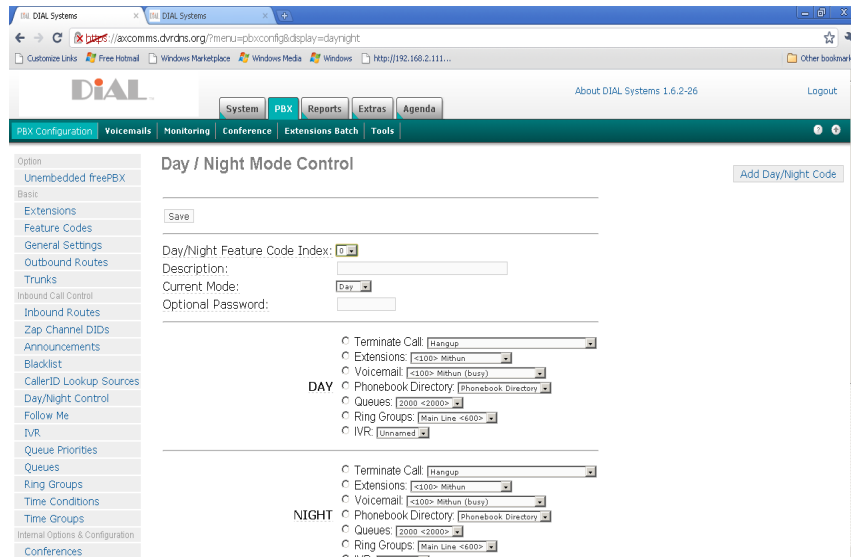 DIAL Systems
DIAL Systems
https://axcomms.dvrdns.org/?menu=pbxconfig&display=daynight
Customize Links Free Hotmail Windows Marketplace Windows Media Windows http://192.168.2.111... Other bookmark
DiAL
About DIAL Systems 1.6.2-26 Logout
System PBX Reports Extras Agenda
PBX Configuration Voicemails Monitoring Conference Extensions Batch Tools
Option
Unembedded freePBX
Basic
Extensions
Feature Codes
General Settings
Outbound Routes
Trunks
Inbound Call Control
Inbound Routes
Zap Channel DIDs
Announcements
Blacklist
CallerID Lookup Sources
Day/Night Control
Follow Me
IVR
Queue Priorities
Queues
Ring Groups
Time Conditions
Time Groups
Internal Options & Configuration
Conferences
Day / Night Mode Control
Add Day/Night Code
Save
Day/Night Feature Code Index: 0
Description:
Current Mode: Day
Optional Password:
DAY
Terminate Call: Hangup
Extensions: <100> Mithun
Voicemail: <100> Mithun (busy)
Phonebook Directory: Phonebook Directory
Queues: 2000 <2000>
Ring Groups: Main Line <600>
IVR: Unnamed
NIGHT
Terminate Call: Hangup
Extensions: <100> Mithun
Voicemail: <100> Mithun (busy)
Phonebook Directory: Phonebook Directory
Queues: 2000 <2000>
Ring Groups: Main Line <600>